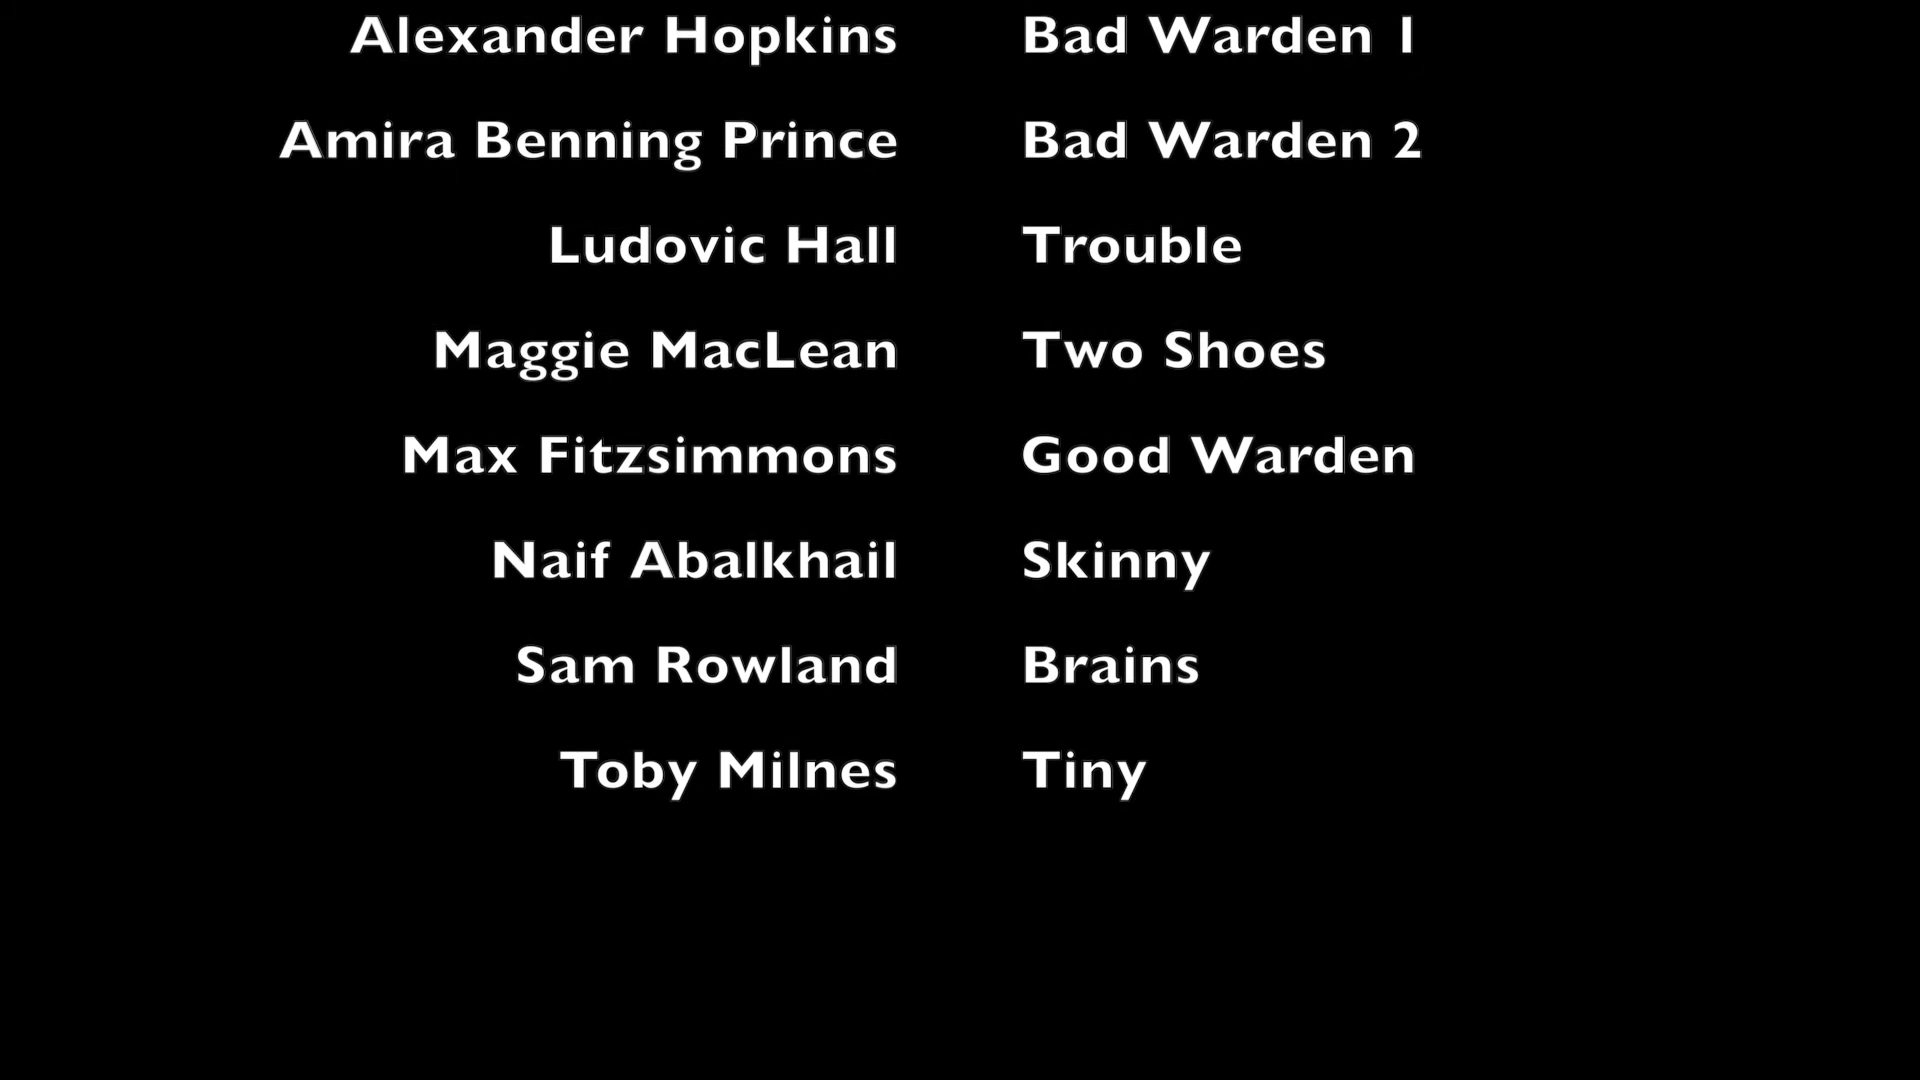 Alexander Hopkins Bad Warden 1
Amira Benning Prince Bad Warden 2
Ludovic Hall Trouble
Maggie MacLean Two Shoes
Max Fitzsimmons Good Warden
Naif Abalkhail Skinny
Sam Rowland Brains
Toby Milnes Tiny